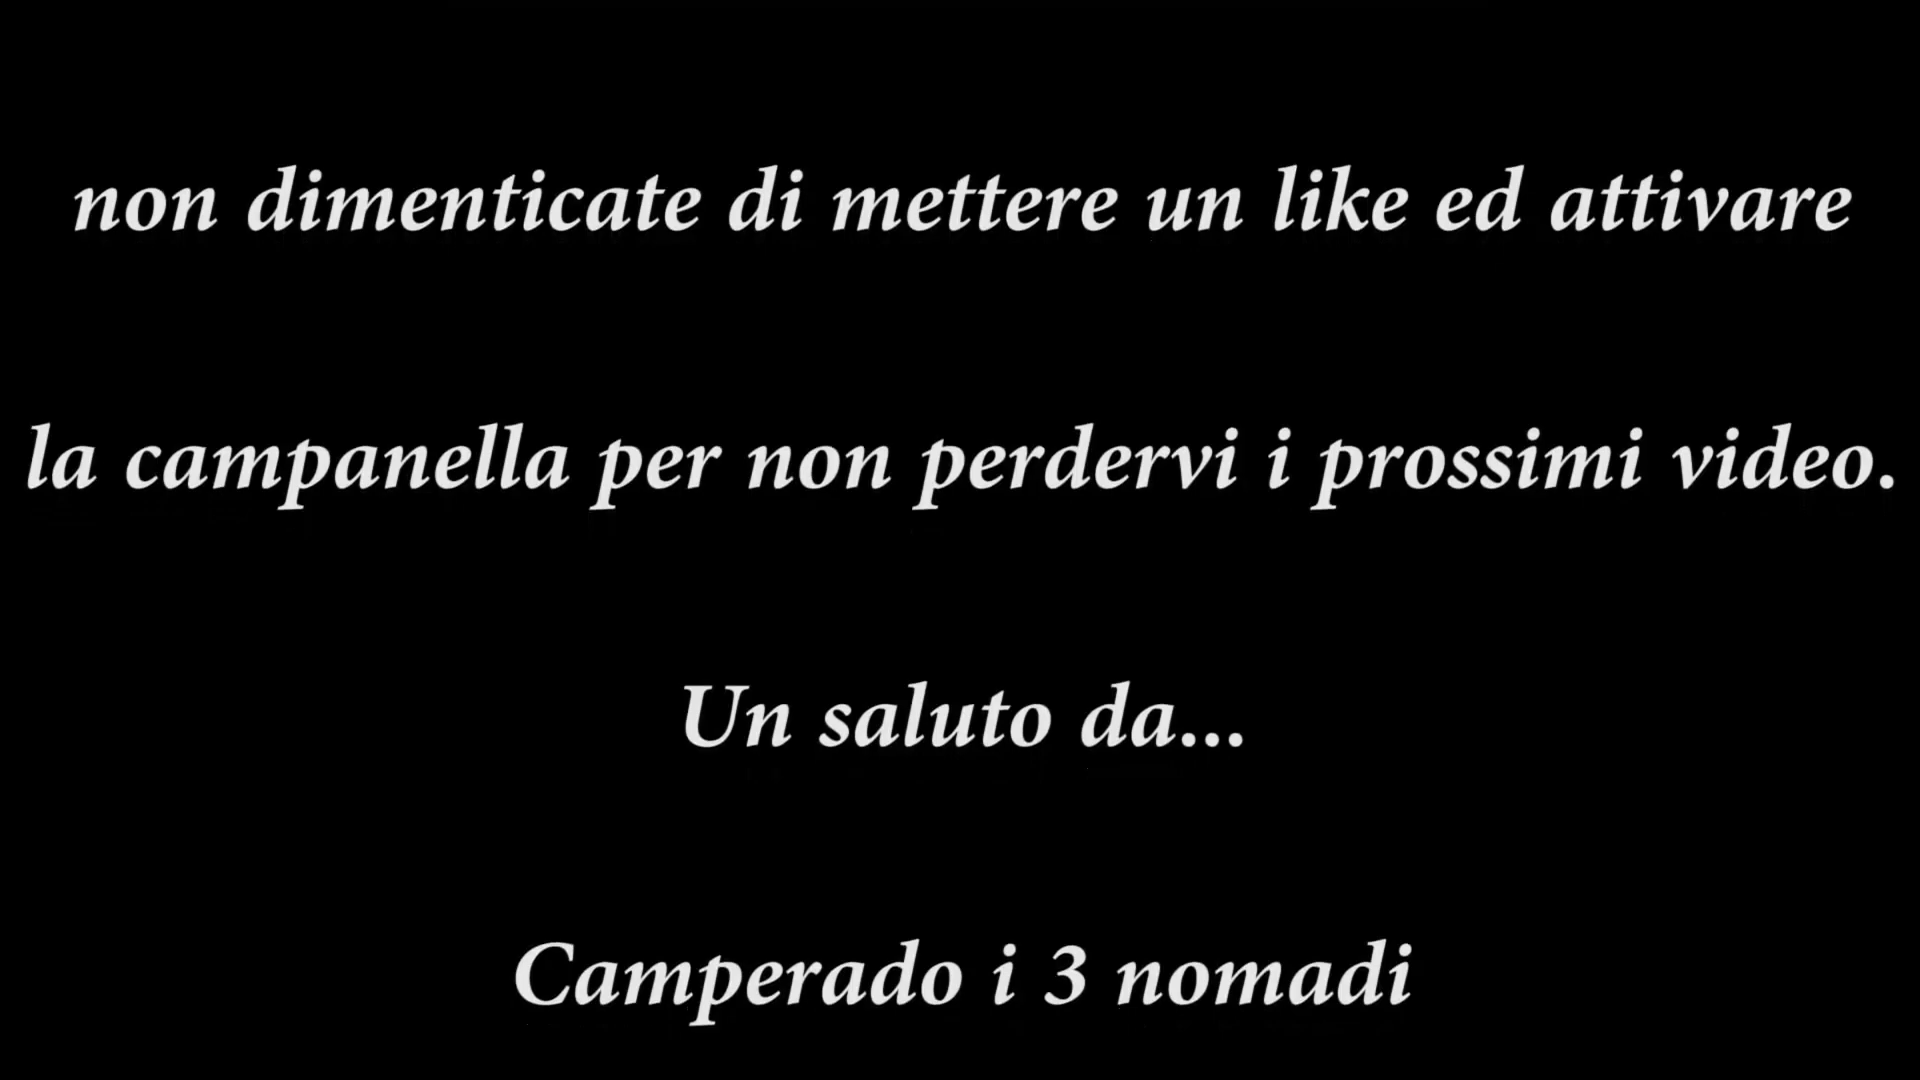 non dimenticate di mettere un like ed attivare
la campanella per non perdervi i prossimi video.
Un saluto da...
Camperado i 3 nomadi